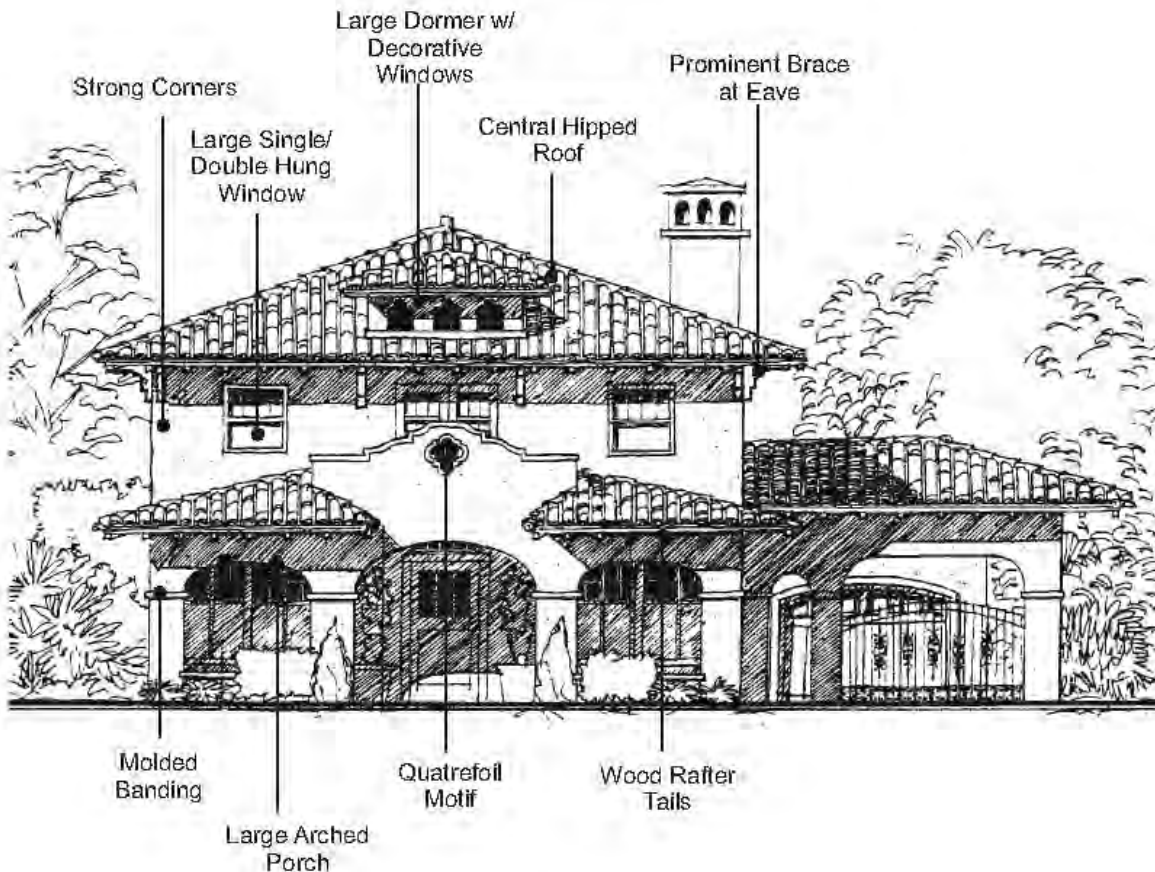 Large Dormer w/
Decorative
Windows
Prominent Brace
at Eave
Strong Corners
Large Single/
Double Hung
Window
Central Hipped
Roof
Molded
Banding
Quatrefoil
Motif
Wood Rafter
Tails
Large Arched
Porch